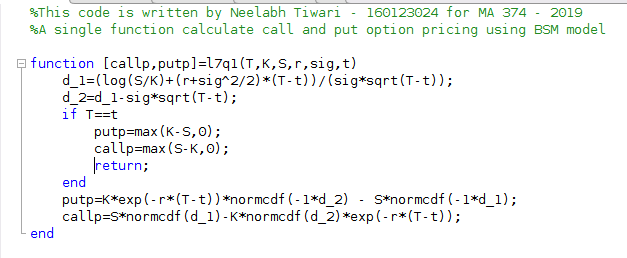 %This code is written by Neelabh Tiwari - 160123024 for MA 374 - 2019
%A single function calculate call and put option pricing using BSM model
function [callp,putp]=l7q1(T,K,S,r,sig,t)
d_1=(log(S/K)+(r+sig^2/2)*(T-t))/(sig*sqrt(T-t));
d_2=d_1-sig*sqrt(T-t);
if T==t
putp=max(K-S,0);
callp=max(S-K,0);
return;
end
putp=K*exp(-r*(T-t))*normcdf(-1*d_2) - S*normcdf(-1*d_1);
callp=S*normcdf(d_1)-K*normcdf(d_2)*exp(-r*(T-t));
end